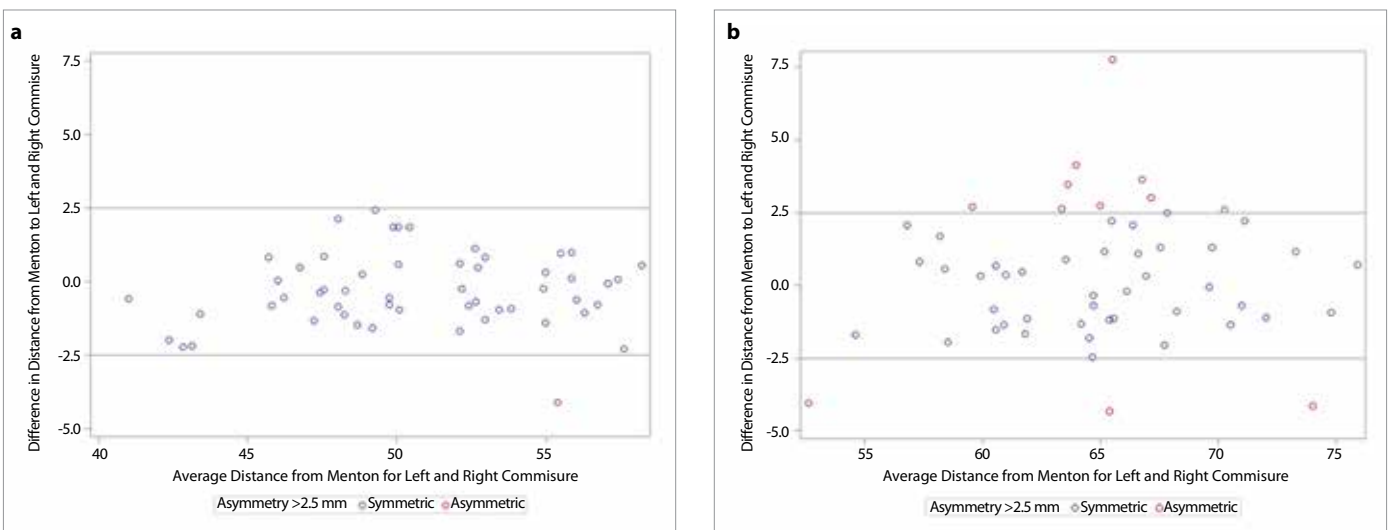 a
Difference in Distance from Menton to Left and Right Commisure
7.5
5.0
2.5
0.0
-2.5
-5.0
40 45 50 55
Average Distance from Menton for Left and Right Commisure
Asymmetry >2.5 mm Symmetric Asymmetric
b
Difference in Distance from Menton to Left and Right Commisure
7.5
5.0
2.5
0.0
-2.5
-5.0
55 60 65 70 75
Average Distance from Menton for Left and Right Commisure
Asymmetry >2.5 mm Symmetric Asymmetric